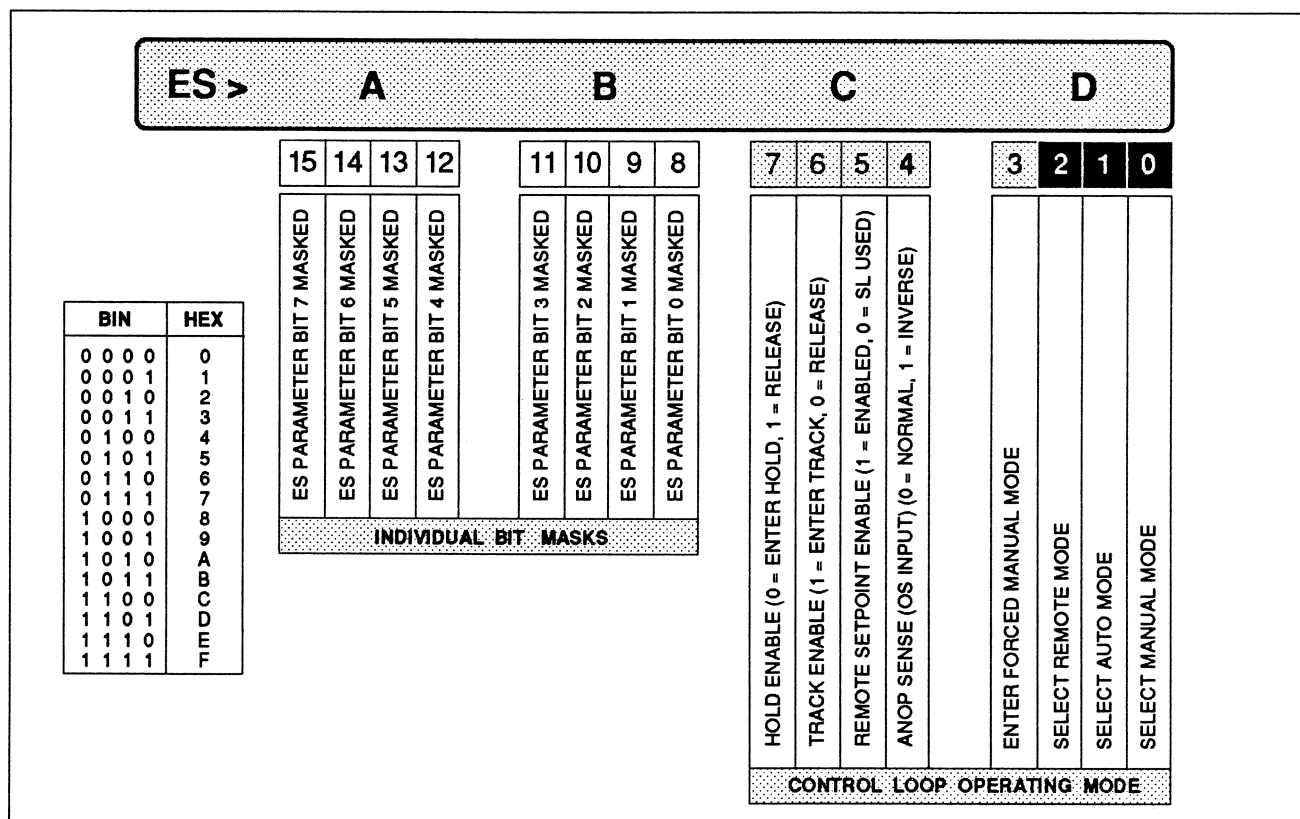 ES > A B C D
15 14 13 12 11 10 9 8 7 6 5 4 3 2 1 0
ES PARAMETER BIT 7 MASKED
ES PARAMETER BIT 6 MASKED
ES PARAMETER BIT 5 MASKED
ES PARAMETER BIT 4 MASKED
ES PARAMETER BIT 3 MASKED
ES PARAMETER BIT 2 MASKED
ES PARAMETER BIT 1 MASKED
ES PARAMETER BIT 0 MASKED
INDIVIDUAL BIT MASKS
HOLD ENABLE (0 = ENTER HOLD, 1 = RELEASE)
TRACK ENABLE (1 = ENTER TRACK, 0 = RELEASE)
REMOTE SETPOINT ENABLE (1 = ENABLED, 0 = SL USED)
ANOP SENSE (OS INPUT) (0 = NORMAL, 1 = INVERSE)
ENTER FORCED MANUAL MODE
SELECT REMOTE MODE
SELECT AUTO MODE
SELECT MANUAL MODE
CONTROL LOOP OPERATING MODE
BIN HEX
0 0 0 0 0
0 0 0 1 1
0 0 1 0 2
0 0 1 1 3
0 1 0 0 4
0 1 0 1 5
0 1 1 0 6
0 1 1 1 7
1 0 0 0 8
1 0 0 1 9
1 0 1 0 A
1 0 1 1 B
1 1 0 0 C
1 1 0 1 D
1 1 1 0 E
1 1 1 1 F